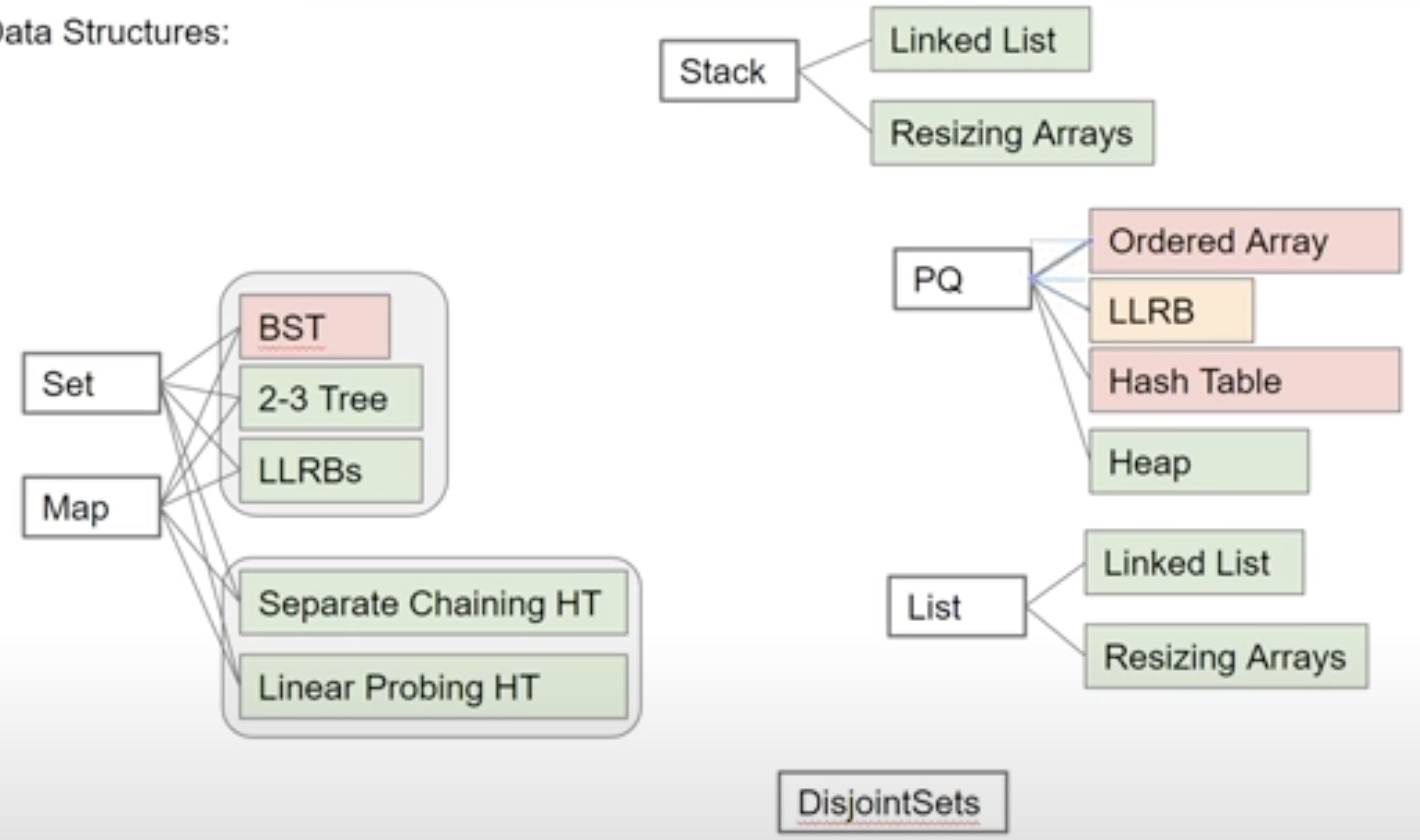 ata Structures:
Stack
Linked List
Resizing Arrays
PQ
Ordered Array
LLRB
Hash Table
Heap
Set
Map
BST
2-3 Tree
LLRBs
Separate Chaining HT
Linear Probing HT
List
Linked List
Resizing Arrays
DisjointSets